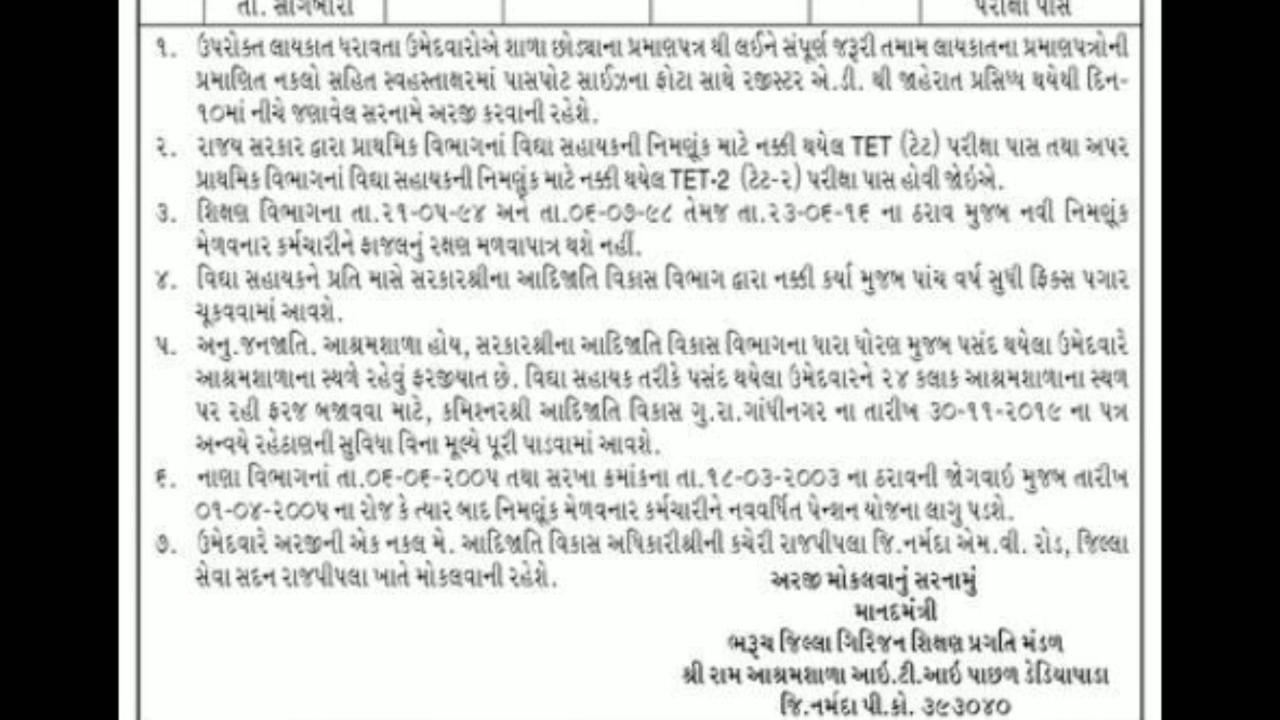 તા. સાગબારા
પરીક્ષા પાસ
૧. ઉપરોક્ત લાયકાત ધરાવતા ઉમેદવારોએ શાળા છોડ્યાના પ્રમાણપત્ર થી લઈને સંપૂર્ણ જરૂરી તમામ લાયકાતના પ્રમાણપત્રોની
પ્રમાણિત નકલો સહિત સ્વહસ્તાક્ષરમાં પાસપોટ સાઈઝના ફોટા સાથે રજીસ્ટર એ.ડી. થી જાહેરાત પ્રસિધ્ધ થયેથી દિન-
૧૦માં નીચે જણાવેલ સરનામે અરજી કરવાની રહેશે.
૨. રાજય સરકાર દ્વારા પ્રાથમિક વિભાગનાં વિદ્યા સહાયકની નિમણૂંક માટે નક્કી થયેલ TET (ટેટ) પરીક્ષા પાસ તથા અપર
પ્રાથમિક વિભાગનાં વિદ્યા સહાયકની નિમણૂંક માટે નક્કી થયેલ TET-2 (ટેટ-૨) પરીક્ષા પાસ હોવી જોઇએ.
૩. શિક્ષણ વિભાગના તા.૨૧-૦૫-૯૪ અને તા.૦૬-૦૭-૯૮ તેમજ તા.૨૩-૦૬-૧૬ ના ઠરાવ મુજબ નવી નિમણૂંક
મેળવનાર કર્મચારીને ફાજલનું રક્ષણ મળવાપાત્ર થશે નહીં.
૪. વિદ્યા સહાયકને પ્રતિ માસે સરકારશ્રીના આદિજાતિ વિકાસ વિભાગ દ્વારા નક્કી કર્યા મુજબ પાંચ વર્ષ સુધી ફિક્સ પગાર
ચૂકવવામાં આવશે.
૫. અનુ.જનજાતિ. આશ્રમશાળા હોય, સરકારશ્રીના આદિજાતિ વિકાસ વિભાગના ધારા ધોરણ મુજબ પસંદ થયેલા ઉમેદવારે
આશ્રમશાળાના સ્થળે રહેવું ફરજીયાત છે. વિદ્યા સહાયક તરીકે પસંદ થયેલા ઉમેદવારને ૨૪ કલાક આશ્રમશાળાના સ્થળ
પર રહી ફરજ બજાવવા માટે, કમિશ્નરશ્રી આદિજાતિ વિકાસ ગુ.રા.ગાંધીનગર ના તારીખ ૩૦-૧૧-૨૦૧૯ ના પત્ર
અન્વયે રહેઠાણની સુવિધા વિના મૂલ્યે પૂરી પાડવામાં આવશે.
૬. નાણા વિભાગનાં તા.૦૬-૦૬-૨૦૦૫ તથા સરખા કમાંકના તા.૧૮-૦૩-૨૦૦૩ ના ઠરાવની જોગવાઇ મુજબ તારીખ
૦૧-૦૪-૨૦૦૫ ના રોજ કે ત્યાર બાદ નિમણૂંક મેળવનાર કર્મચારીને નવવર્ધિત પેન્શન યોજના લાગુ પડશે.
૭. ઉમેદવારે અરજીની એક નકલ મે. આદિજાતિ વિકાસ અધિકારીશ્રીની કચેરી રાજપીપલા જિ.નર્મદા એમ.વી. રોડ, જિલ્લા
સેવા સદન રાજપીપલા ખાતે મોકલવાની રહેશે.
અરજી મોકલવાનું સરનામું
માનદમંત્રી
ભરૂચ જિલ્લા ગિરિજન શિક્ષણ પ્રગતિ મંડળ
શ્રી રામ આશ્રમશાળા આઇ.ટી.આઇ પાછળ ડેડિયાપાડા
જિ.નર્મદા પી.કો. ૩૯૩૦૪૦